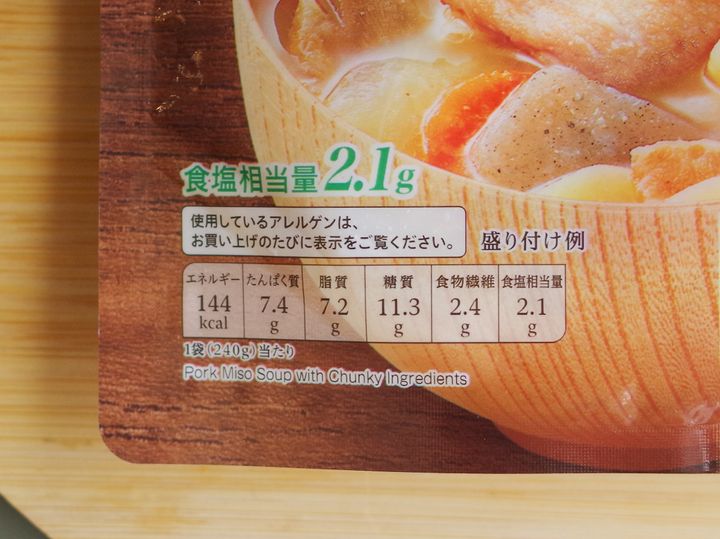 食塩相当量 2.1g
使用しているアレルゲンは、
お買い上げのたびに表示をご覧ください。
盛り付け例
エネルギー たんぱく質 脂質 糖質 食物繊維 食塩相当量
144 7.4 7.2 11.3 2.4 2.1
kcal g g g g g
1袋(240g)当たり
Pork Miso Soup with Chunky Ingredients